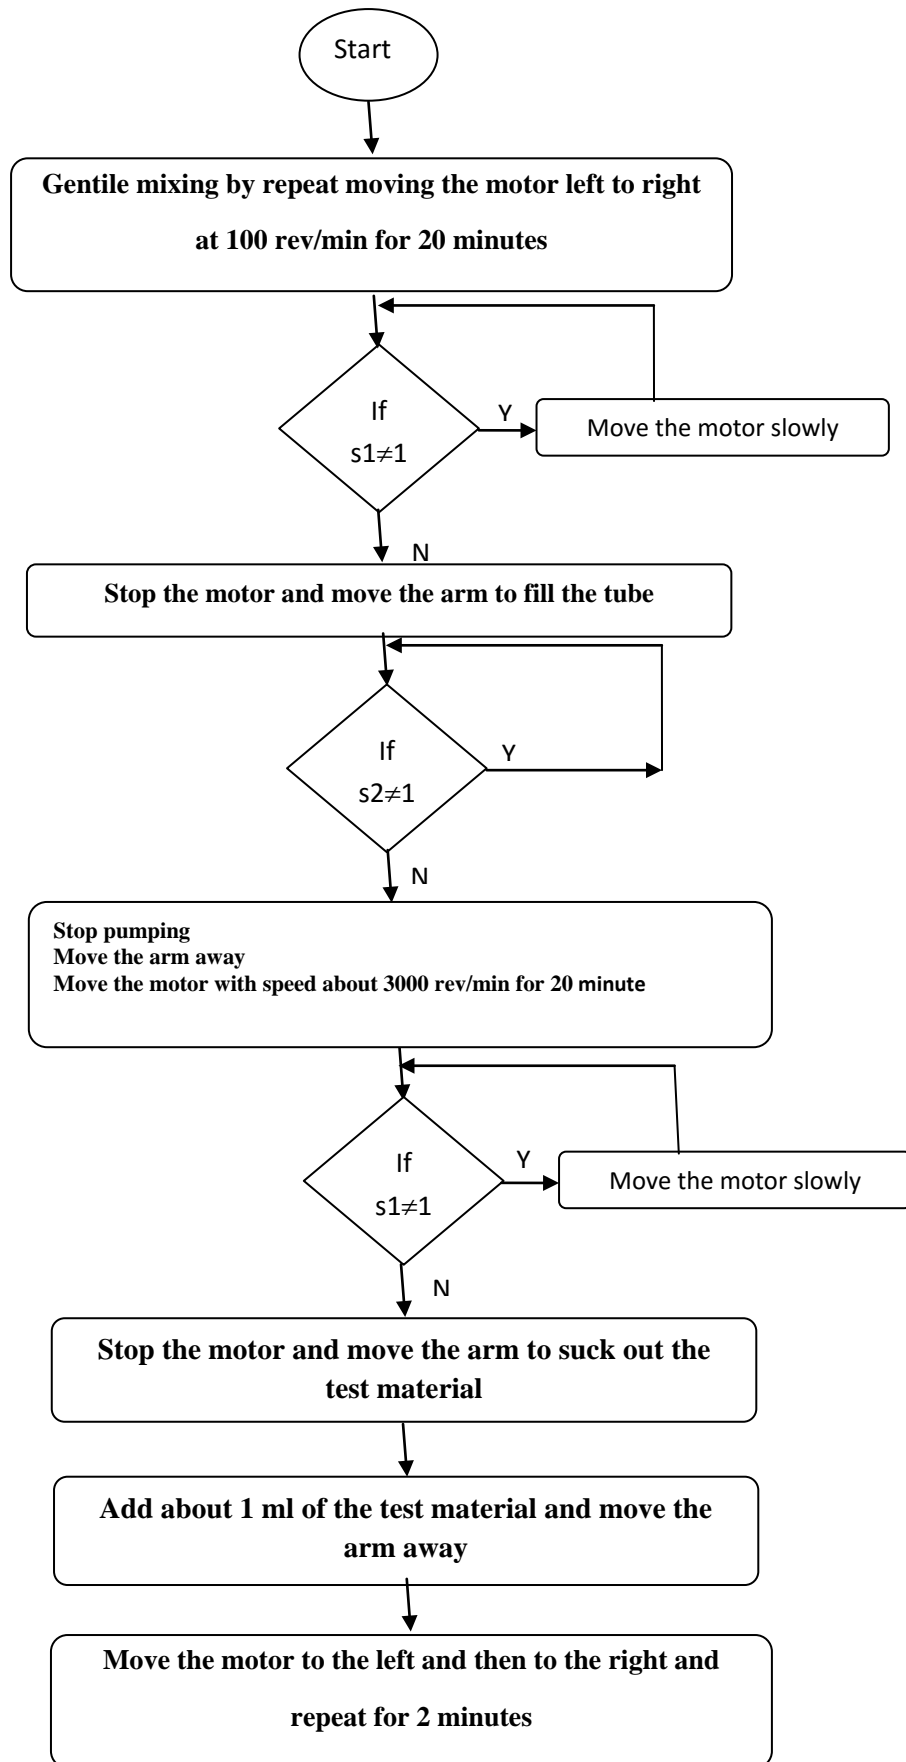 Start
Gentile mixing by repeat moving the motor left to right
at 100 rev/min for 20 minutes
If
s1≠1
Y
Move the motor slowly
N
Stop the motor and move the arm to fill the tube
If
s2≠1
Y
N
Stop pumping
Move the arm away
Move the motor with speed about 3000 rev/min for 20 minute
If
s1≠1
Y
Move the motor slowly
N
Stop the motor and move the arm to suck out the
test material
Add about 1 ml of the test material and move the
arm away
Move the motor to the left and then to the right and
repeat for 2 minutes